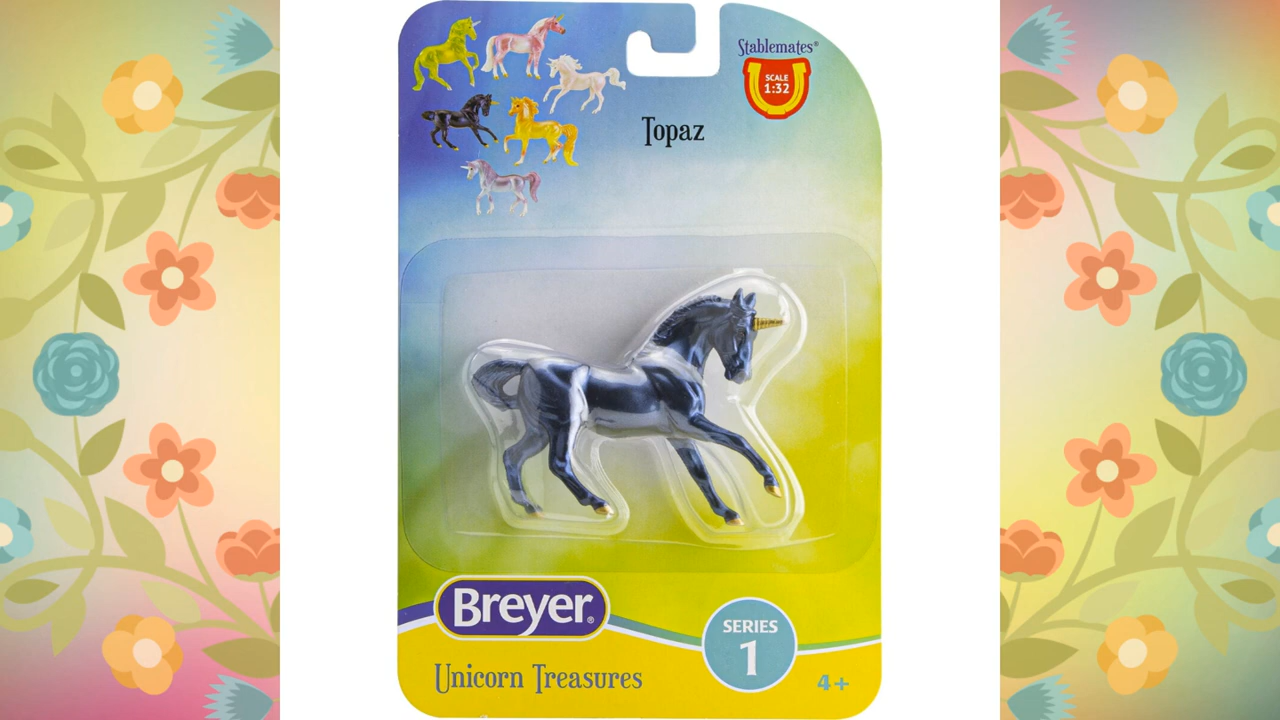 Stablemates®
SCALE
1:32
Topaz
Breyer®
SERIES
1
Unicorn Treasures
4+